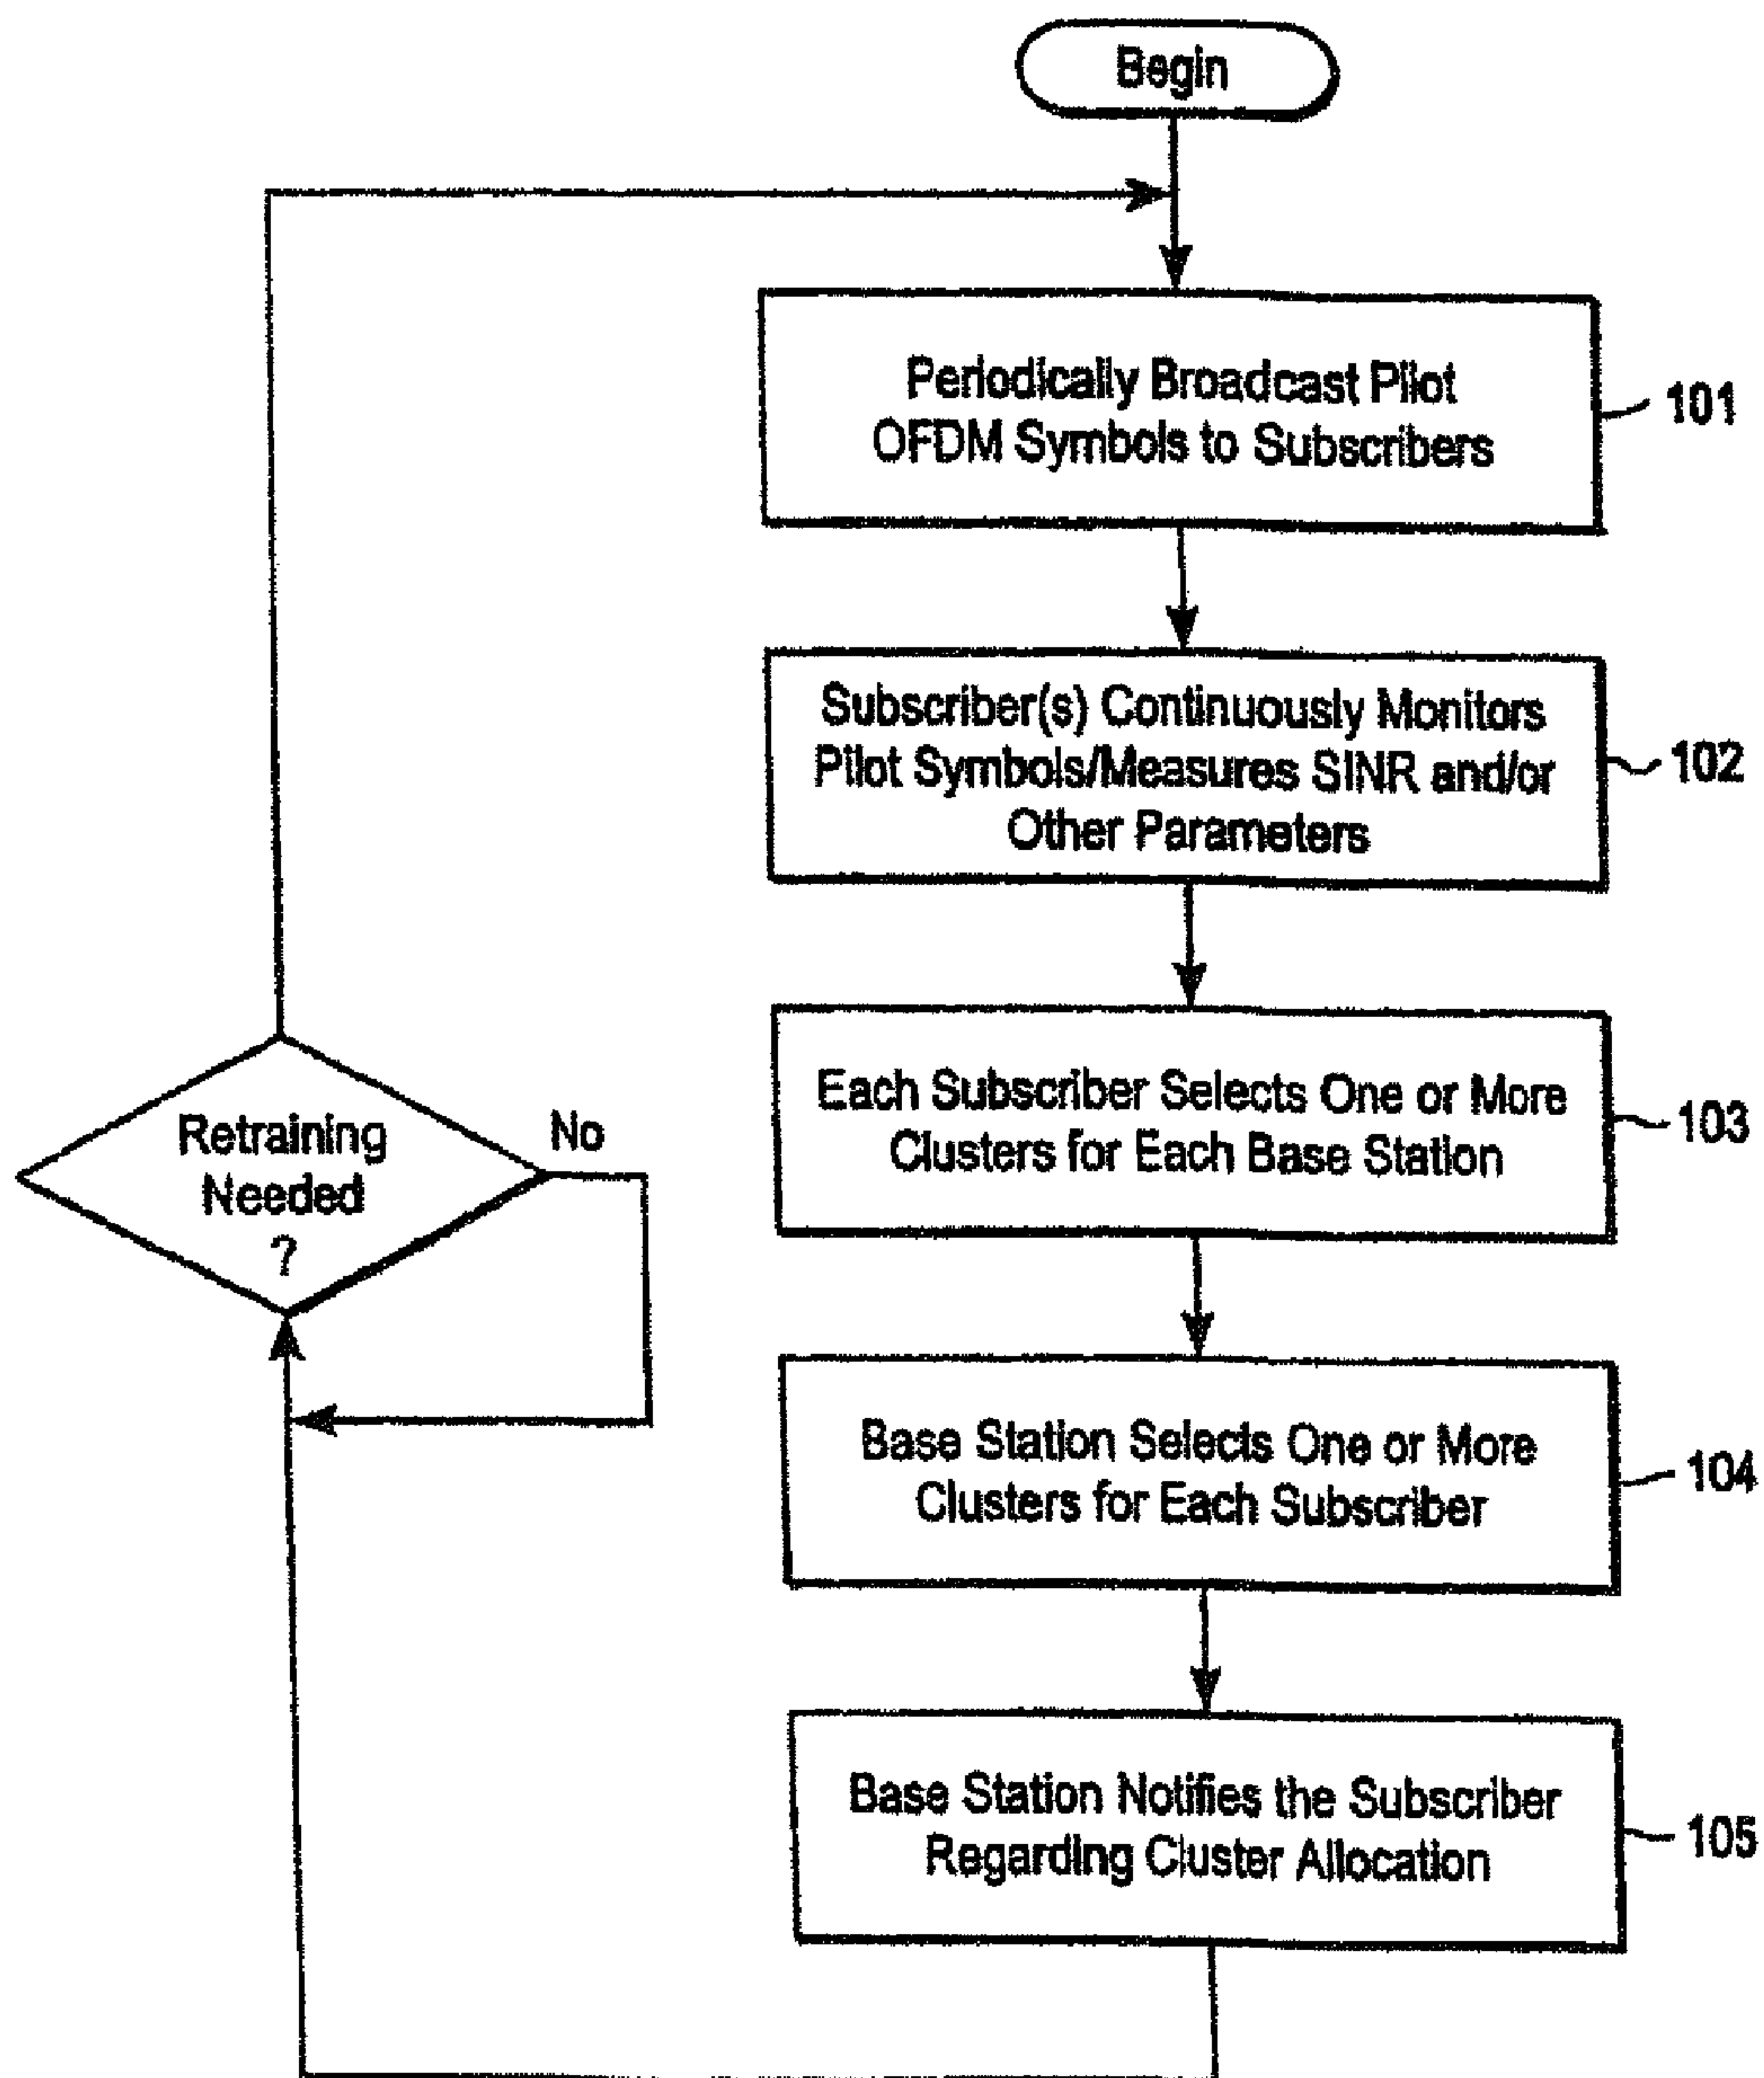 Begin
Periodically Broadcast Pilot
OFDM Symbols to Subscribers
101
Subscriber(s) Continuously Monitors
Pilot Symbols/Measures SINR and/or
Other Parameters
102
Each Subscriber Selects One or More
Clusters for Each Base Station
103
Retraining
Needed
?
No
Base Station Selects One or More
Clusters for Each Subscriber
104
Base Station Notifies the Subscriber
Regarding Cluster Allocation
105